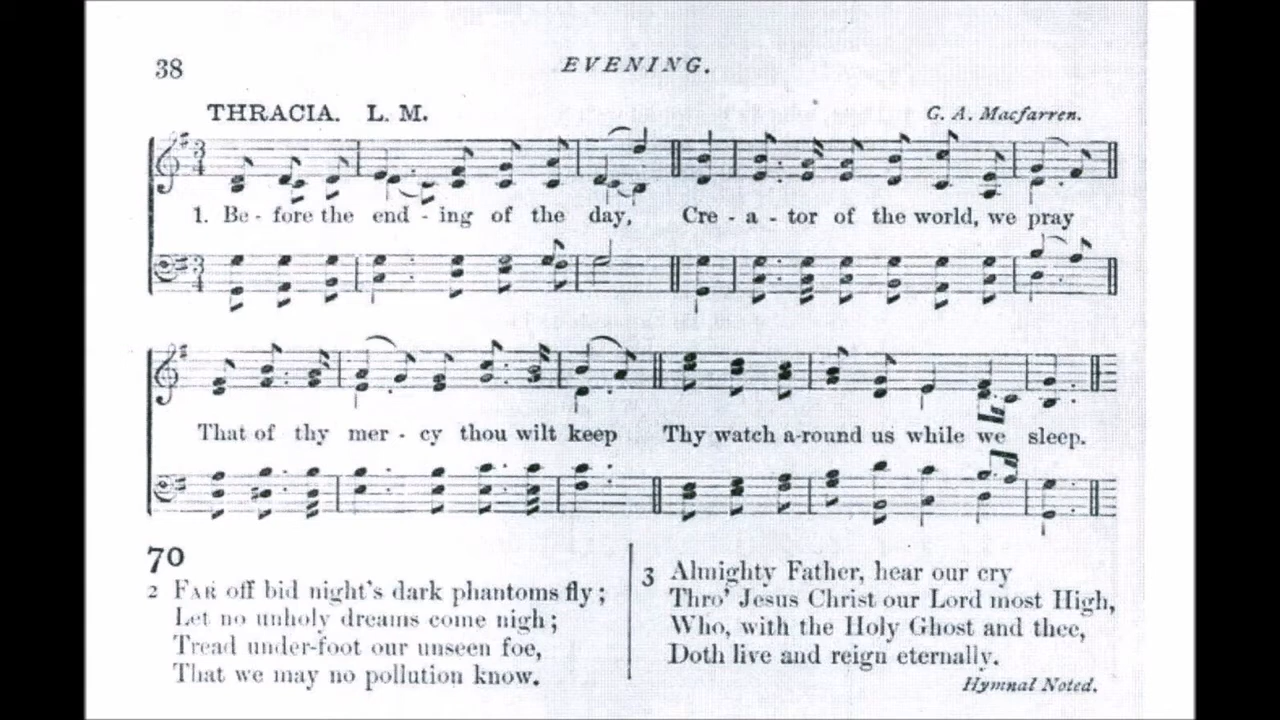 38
EVENING.
THRACIA. L. M.
G. A. Macfarren.
1. Be - fore the end - ing of the day, Cre - a - tor of the world, we pray
That of thy mer - cy thou wilt keep Thy watch a-round us while we sleep.
70
2 FAR off bid night's dark phantoms fly;
Let no unholy dreams come nigh;
Tread under-foot our unseen foe,
That we may no pollution know.
3 Almighty Father, hear our cry
Thro' Jesus Christ our Lord most High,
Who, with the Holy Ghost and thee,
Doth live and reign eternally.
Hymnal Noted.